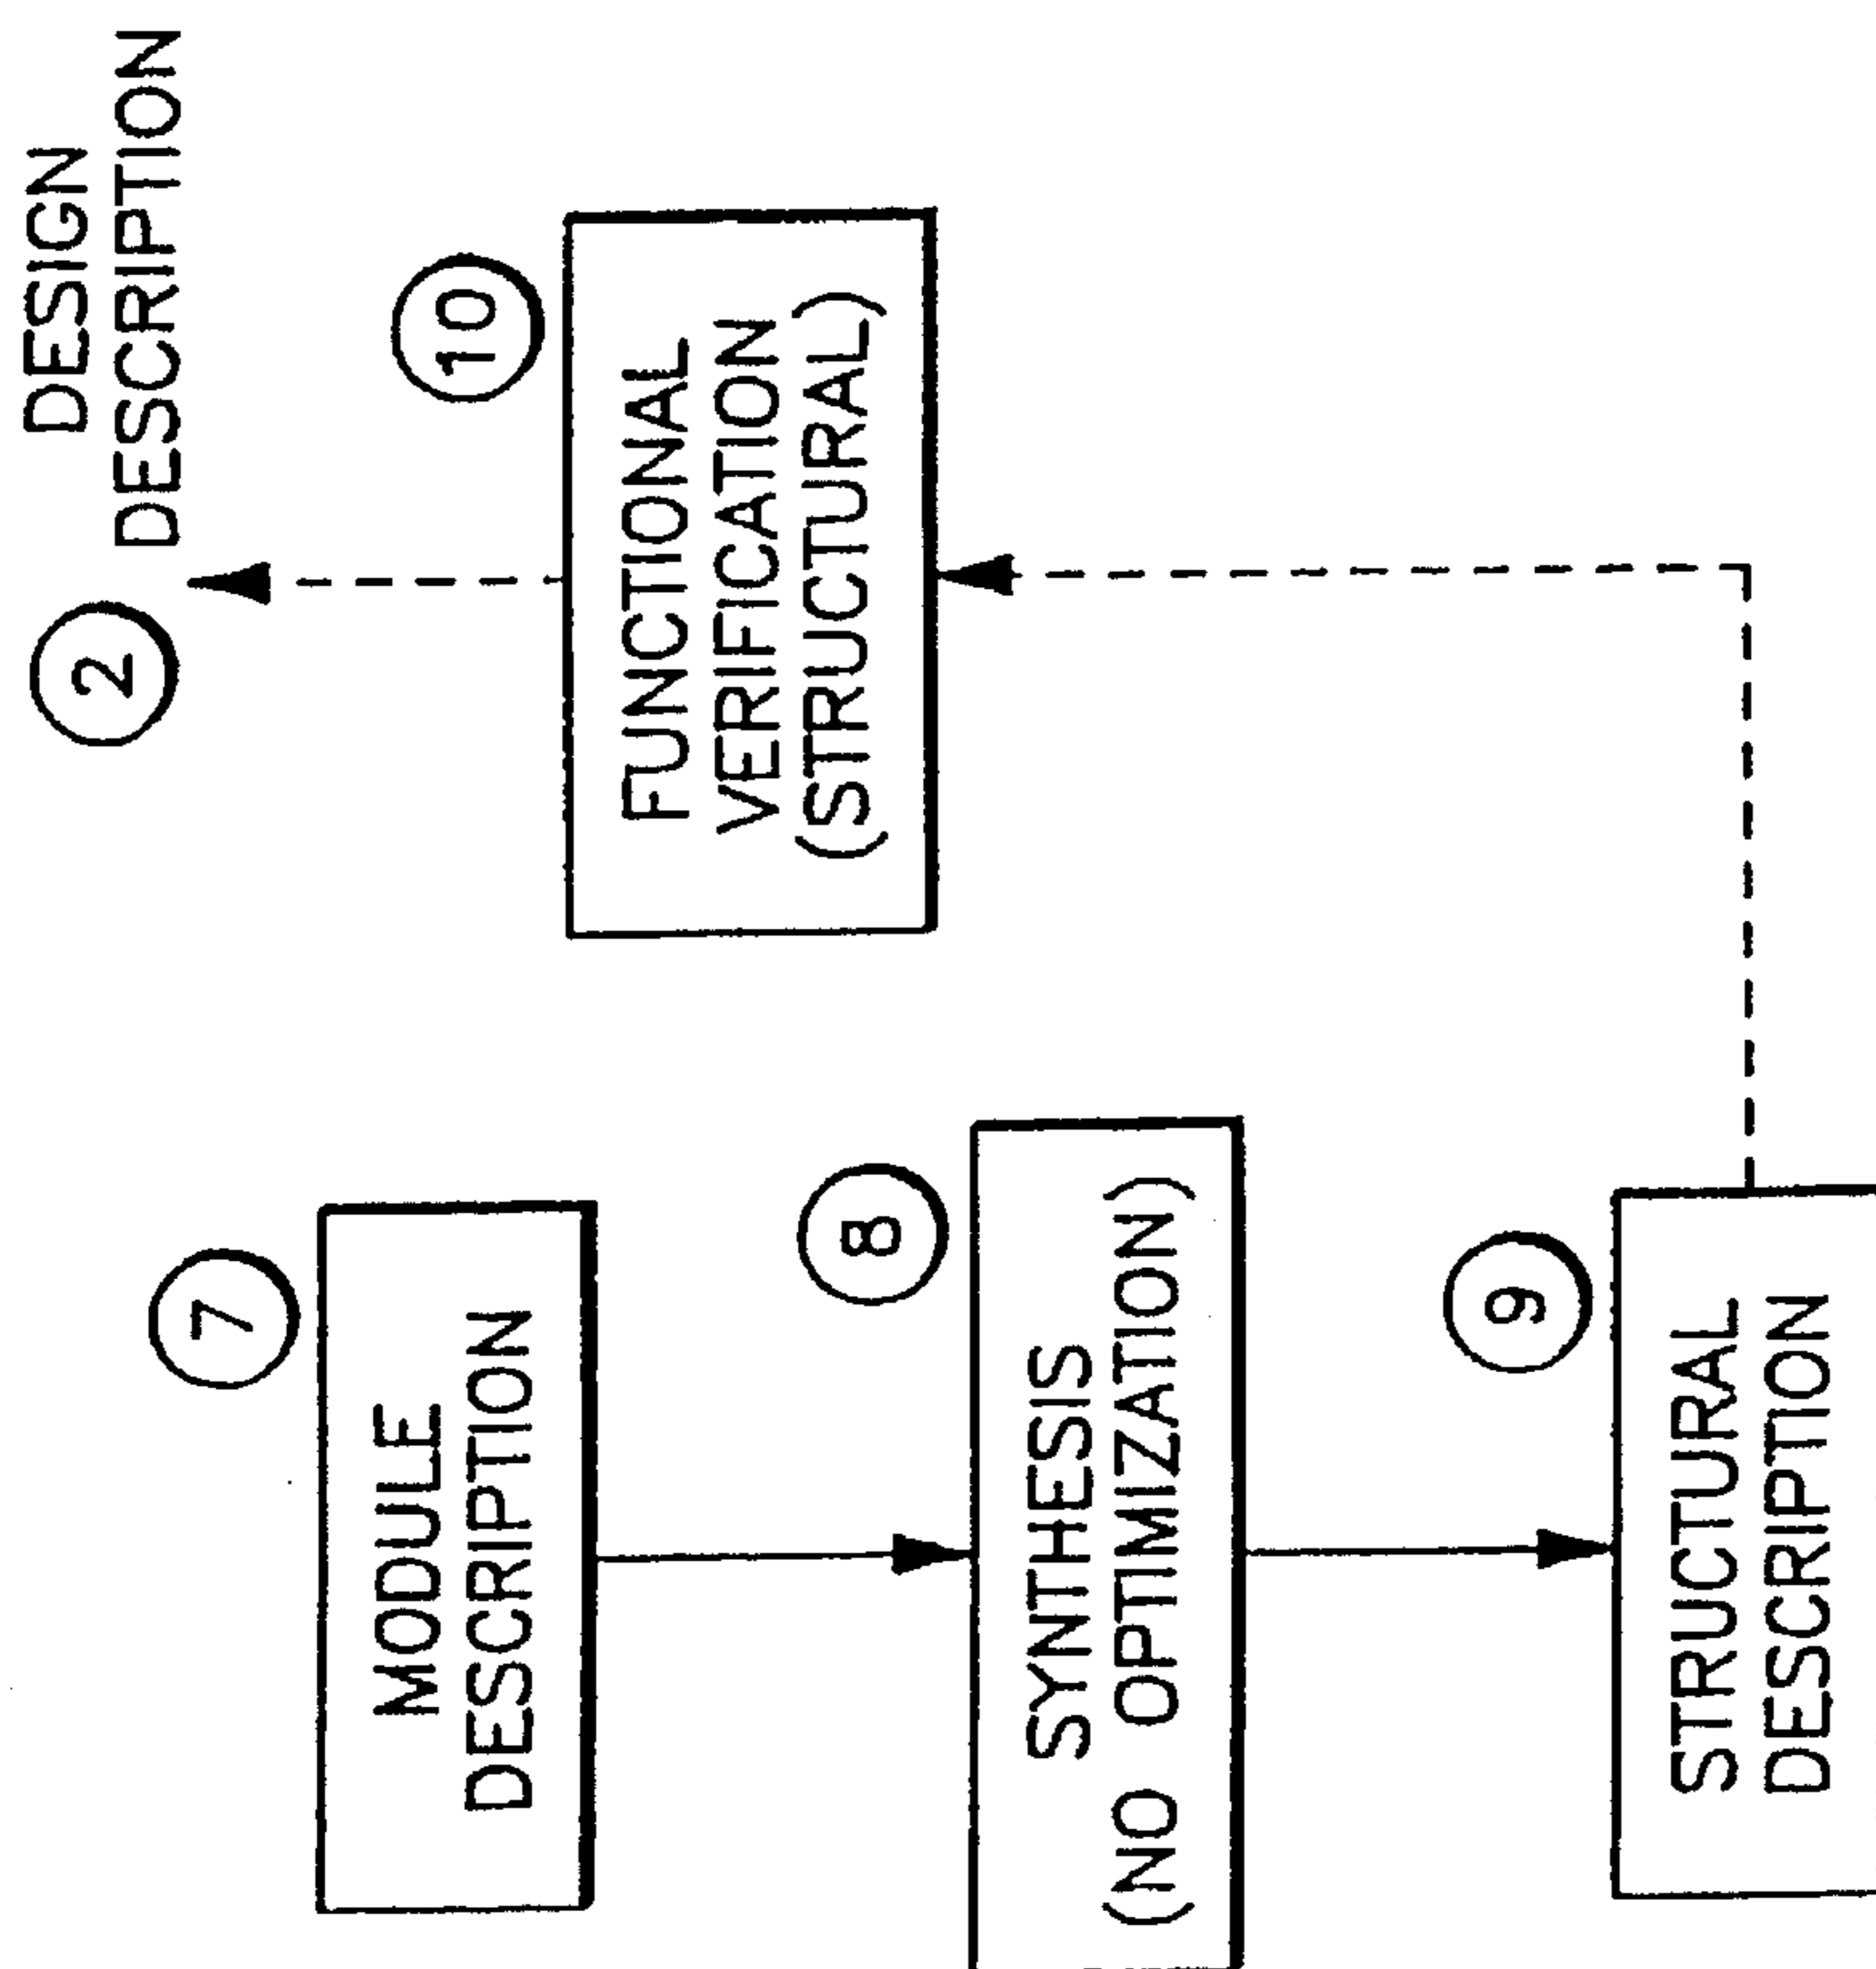 2
DESIGN
DESCRIPTION
10
FUNCTIONAL
VERIFICATION
(STRUCTURAL)
7
MODULE
DESCRIPTION
8
SYNTHESIS
(NO OPTIMIZATION)
9
STRUCTURAL
DESCRIPTION